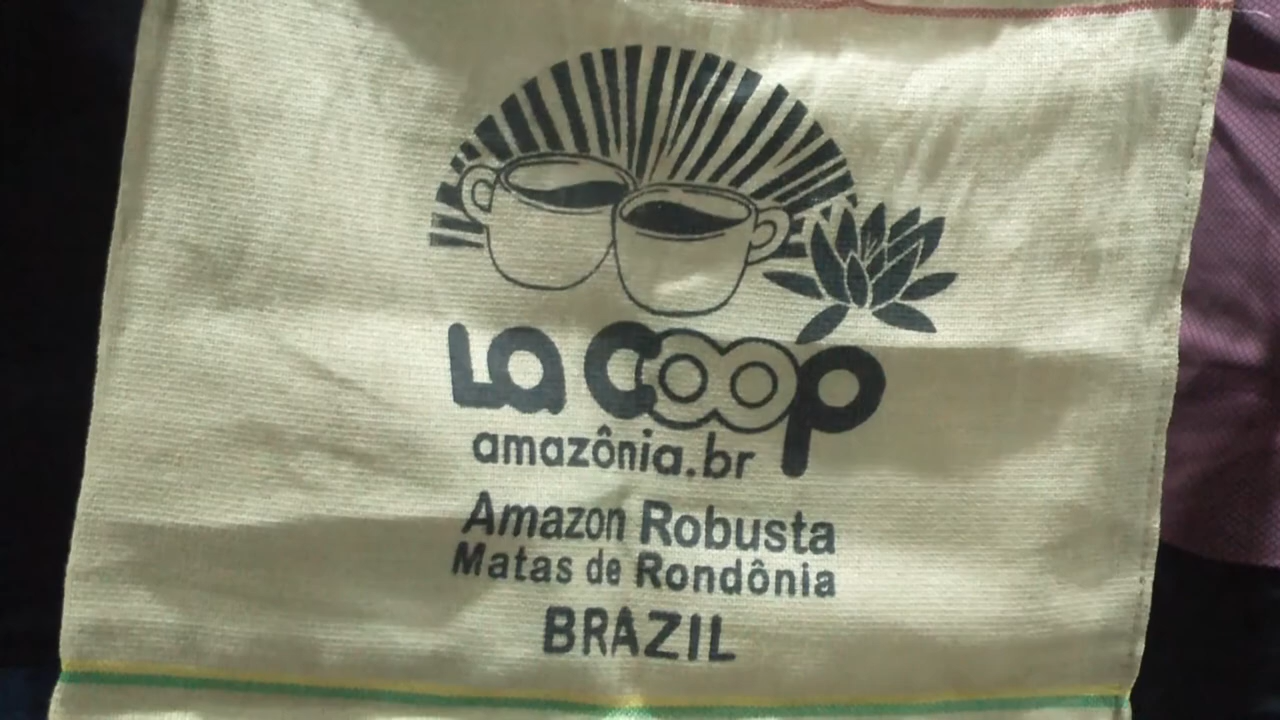 La COOP
amazônia.br
Amazon Robusta
Matas de Rondônia
BRAZIL